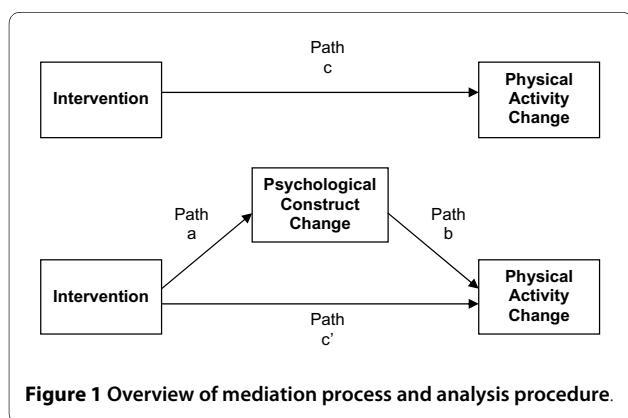 Path
c
Intervention
Physical
Activity
Change
Psychological
Construct
Change
Path
a
Path
b
Intervention
Physical
Activity
Change
Path
c'
Figure 1 Overview of mediation process and analysis procedure.